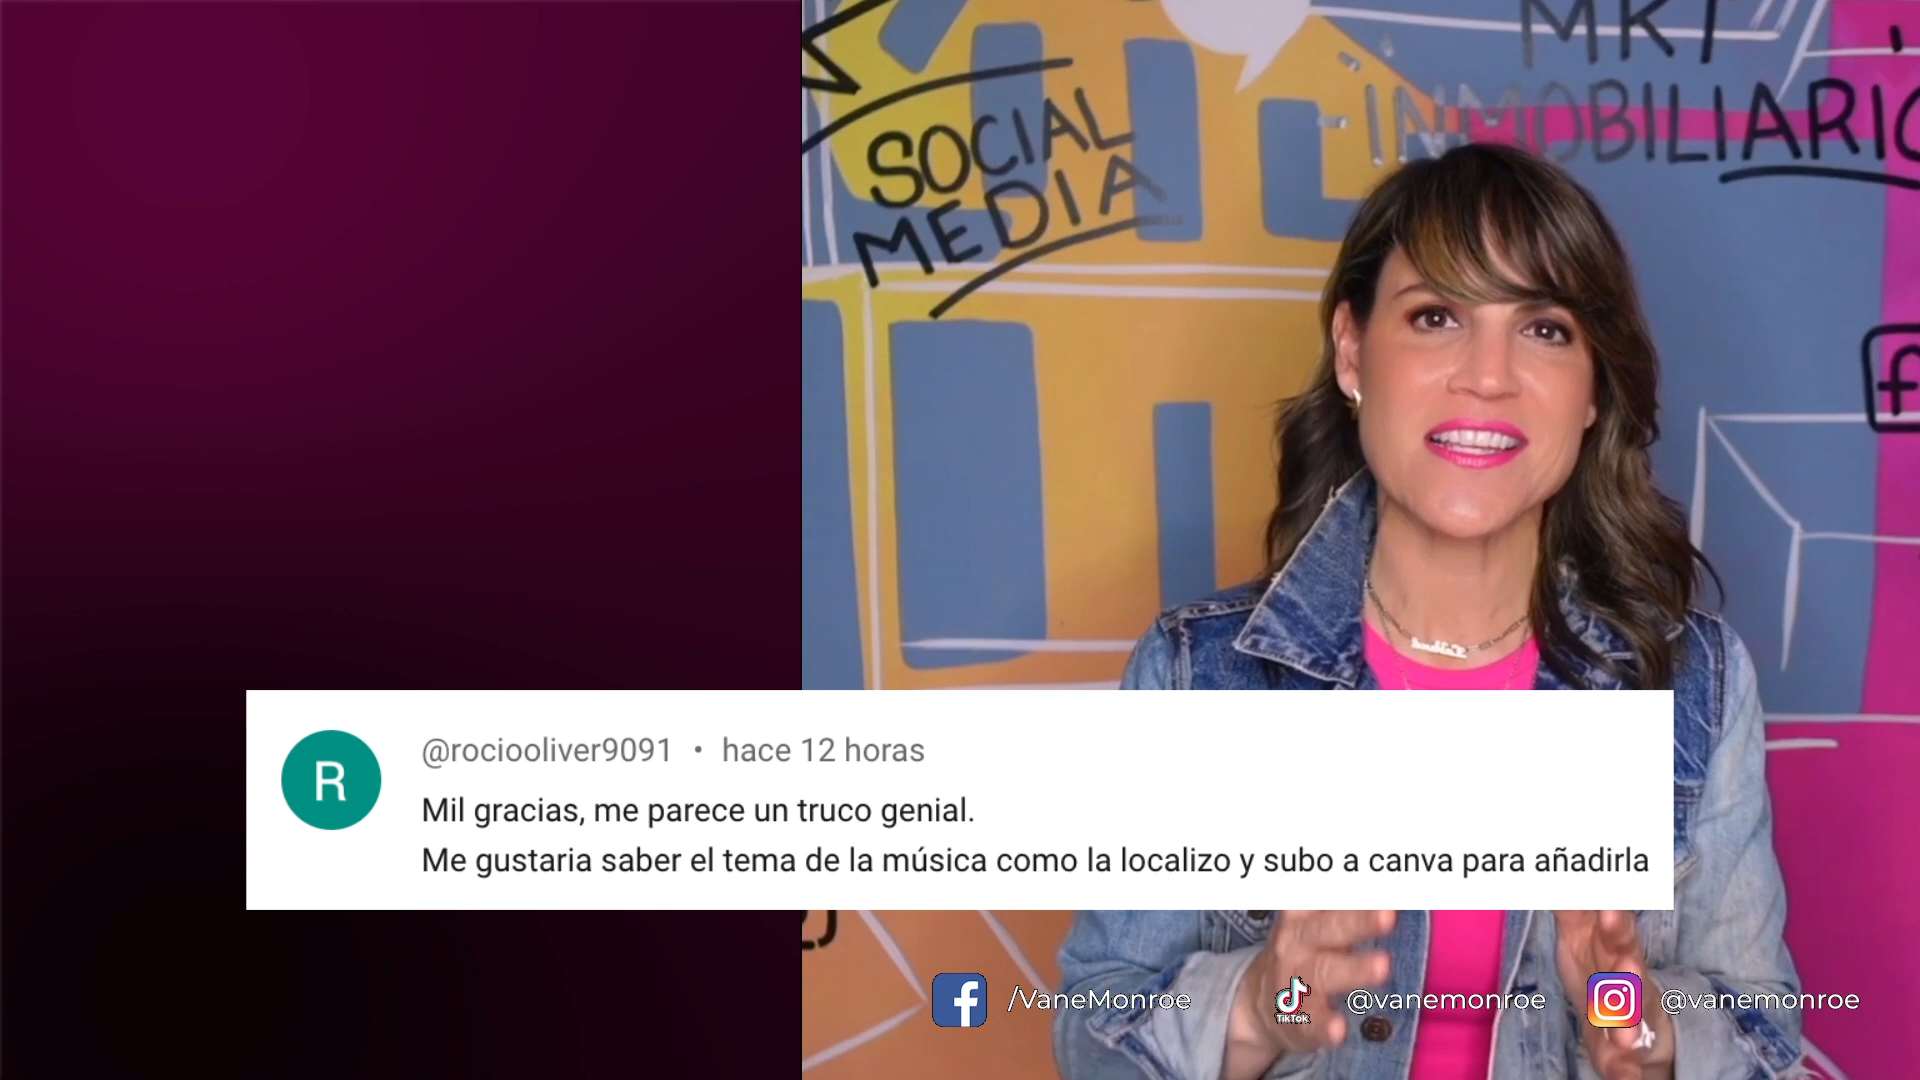 MKT
INMOBILIARIO
SOCIAL
MEDIA
R
@rociooliver9091 • hace 12 horas
Mil gracias, me parece un truco genial.
Me gustaria saber el tema de la música como la localizo y subo a canva para añadirla
/VaneMonroe
TikTok
@vanemonroe
@vanemonroe